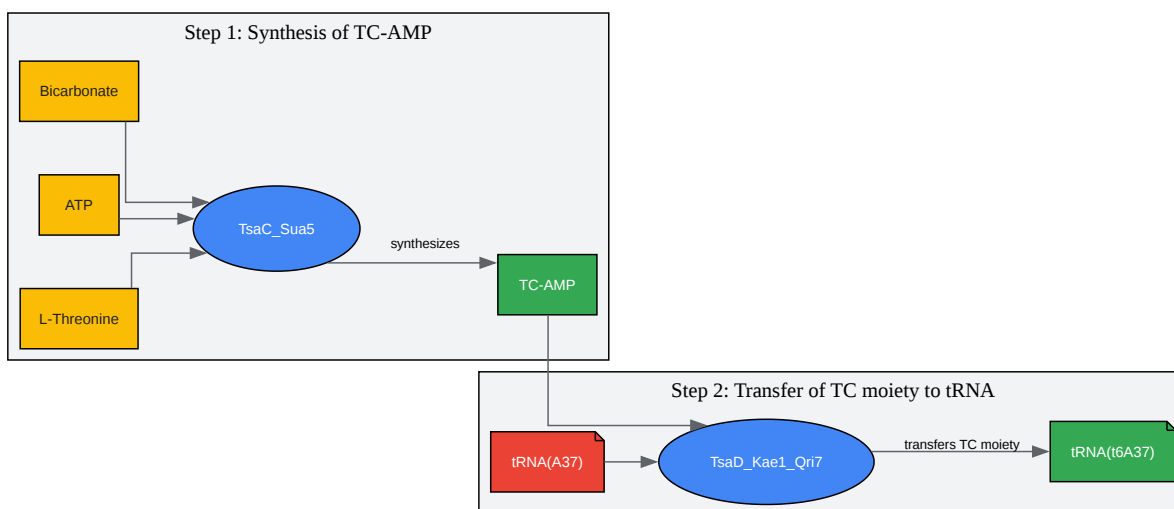 Step 1: Synthesis of TC-AMP
Bicarbonate
ATP
TsaC_Sua5
L-Threonine
synthesizes
TC-AMP
Step 2: Transfer of TC moiety to tRNA
tRNA(A37)
TsaD_Kae1_Qri7
transfers TC moiety
tRNA(t6A37)